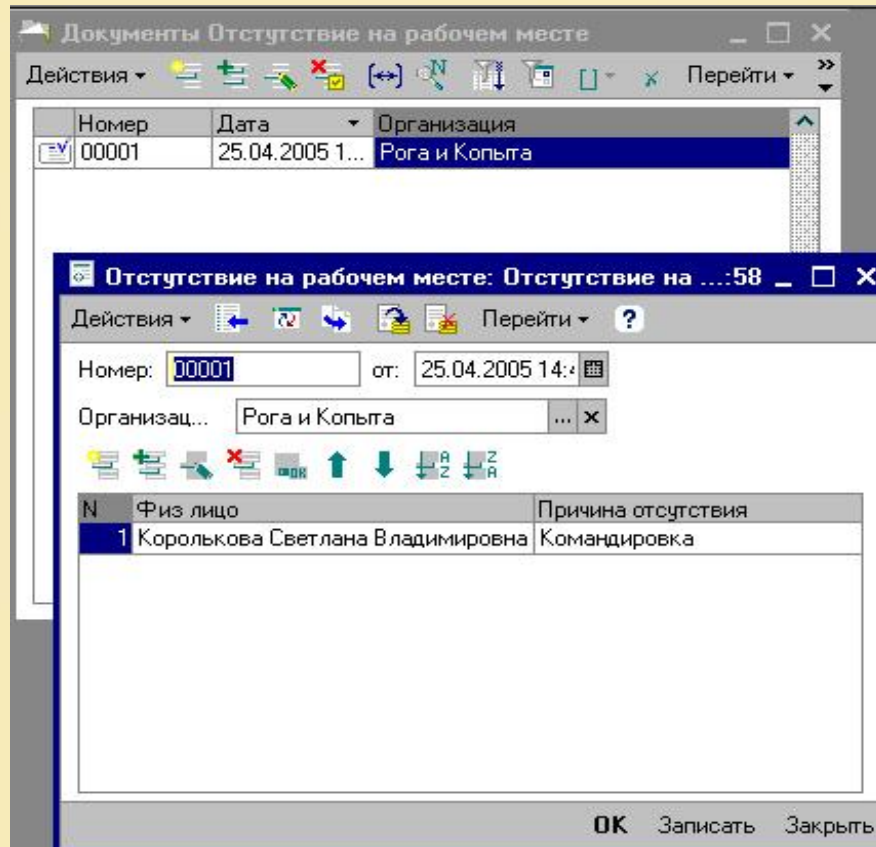 Документы Отстутствие на рабочем месте
Действия Перейти
Номер Дата Организация
00001 25.04.2005 1... Рога и Копыта
Отстутствие на рабочем месте: Отстутствие на ...:58
Действия Перейти ?
Номер: 00001 от: 25.04.2005 14:4
Организац... Рога и Копыта ...
N Физ лицо Причина отсутствия
1 Королькова Светлана Владимировна Командировка
OK Записать Закрыть